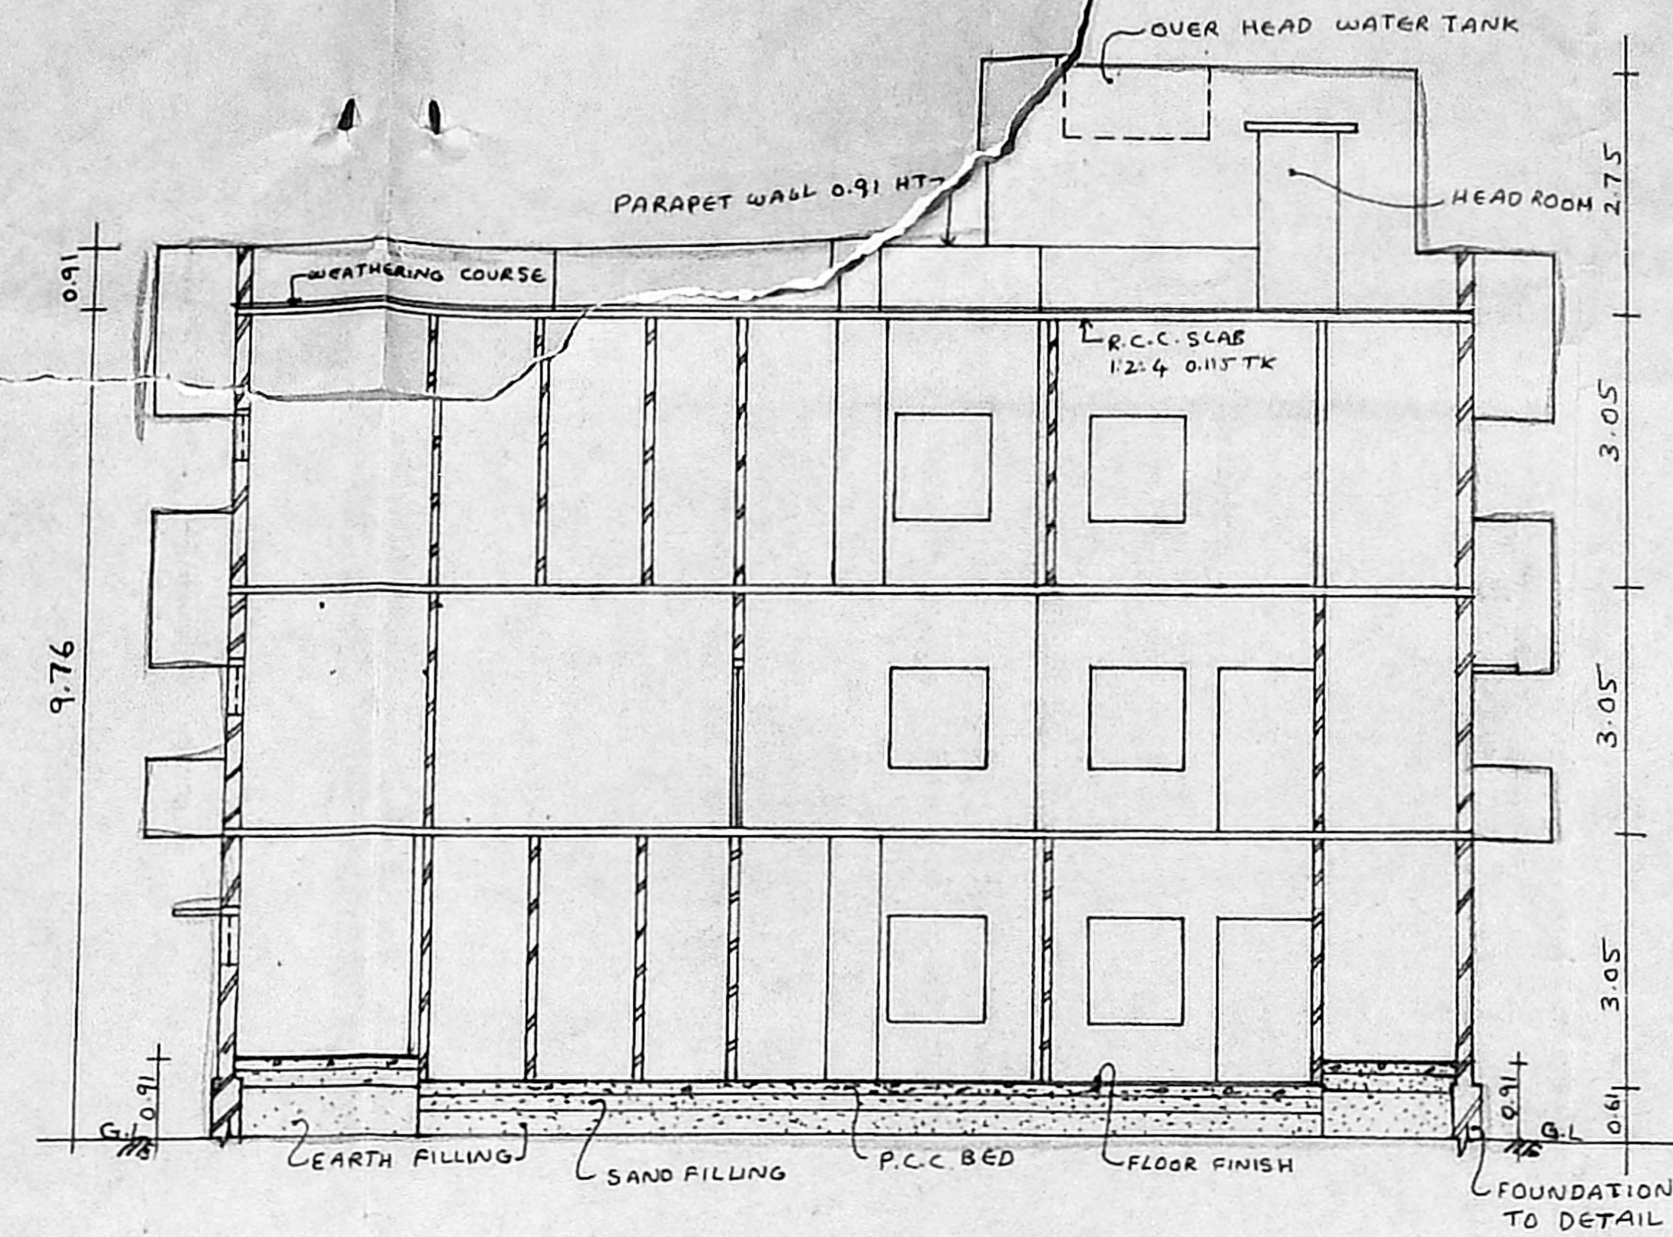 OVER HEAD WATER TANK
PARAPET WALL 0.91 HT
HEADROOM
2.75
0.91
WEATHERING COURSE
R.C.C. SLAB
1:2:4 0.115 TK
3.05
9.76
3.05
3.05
0.91
0.91
0.61
G.L
G.L
EARTH FILLING
SAND FILLING
P.C.C. BED
FLOOR FINISH
FOUNDATION
TO DETAIL